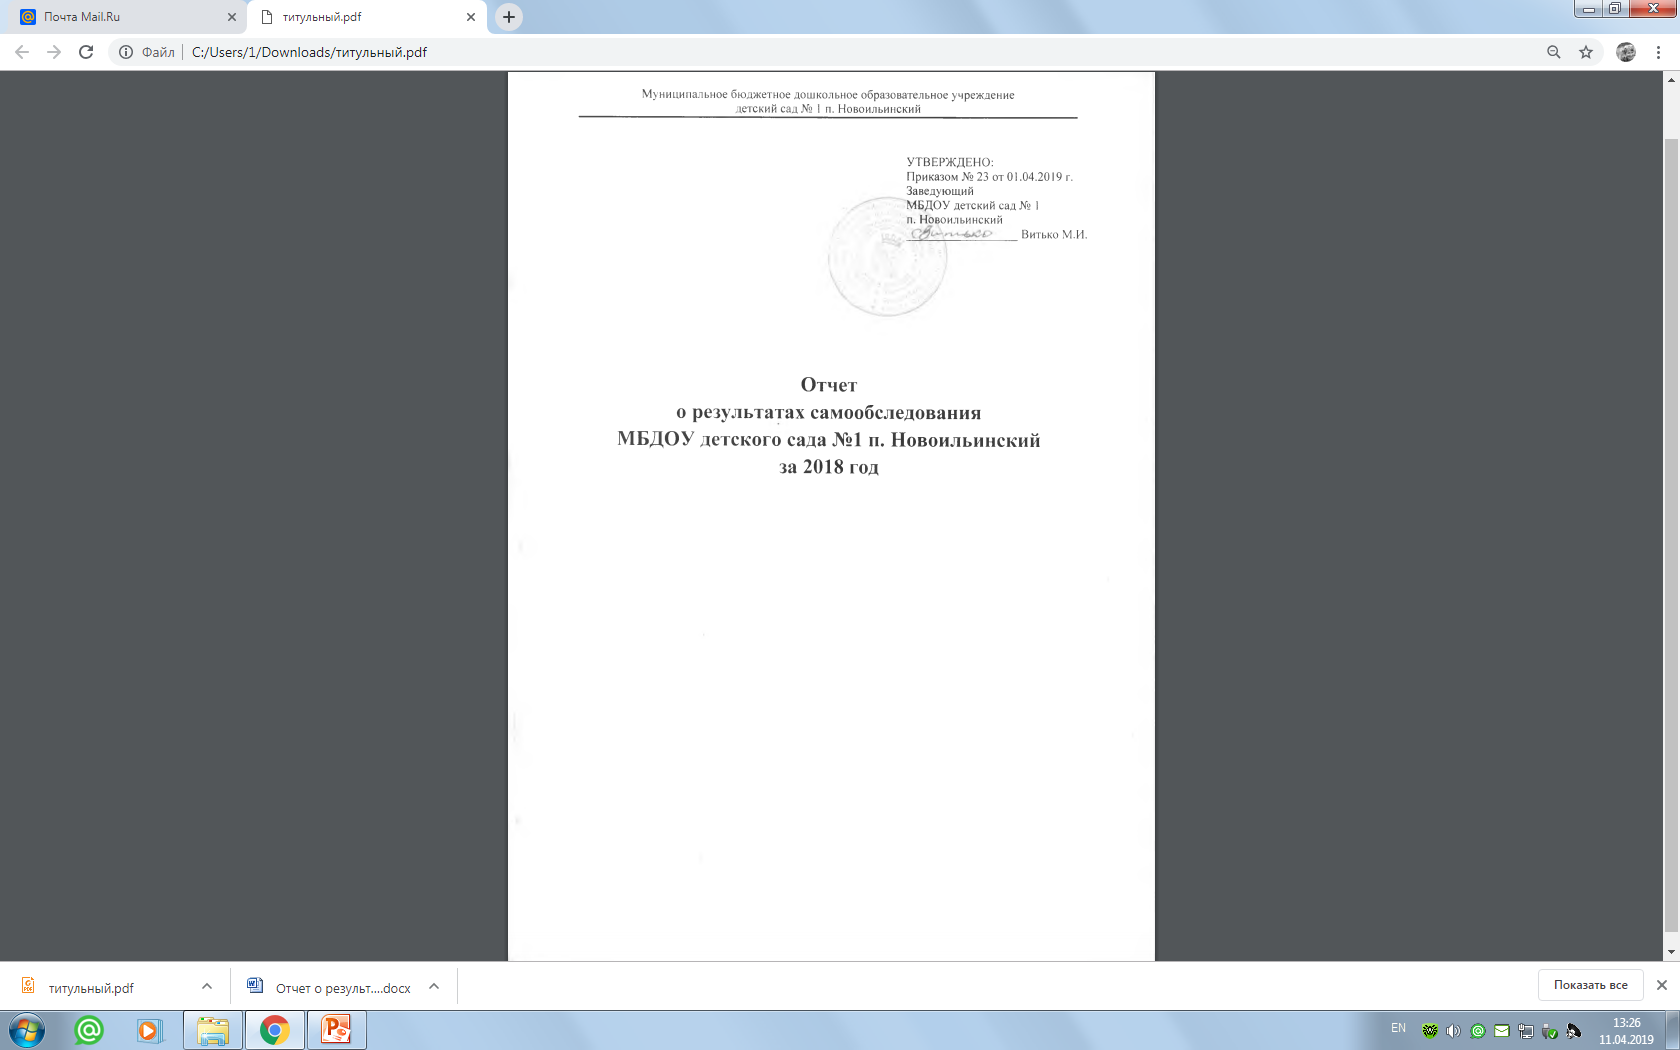 Почта Mail.Ru
титульный.pdf
Файл
C:/Users/1/Downloads/титульный.pdf
Муниципальное бюджетное дошкольное образовательное учреждение
детский сад № 1 п. Новоильинский
УТВЕРЖДЕНО:
Приказом № 23 от 01.04.2019 г.
Заведующий
МБДОУ детский сад № 1
п. Новоильинский
Витько М.И.
Отчет
о результатах самообследования
МБДОУ детского сада №1 п. Новоильинский
за 2018 год
титульный.pdf
Отчет о результ....docx
Показать все
EN
13:26
11.04.2019